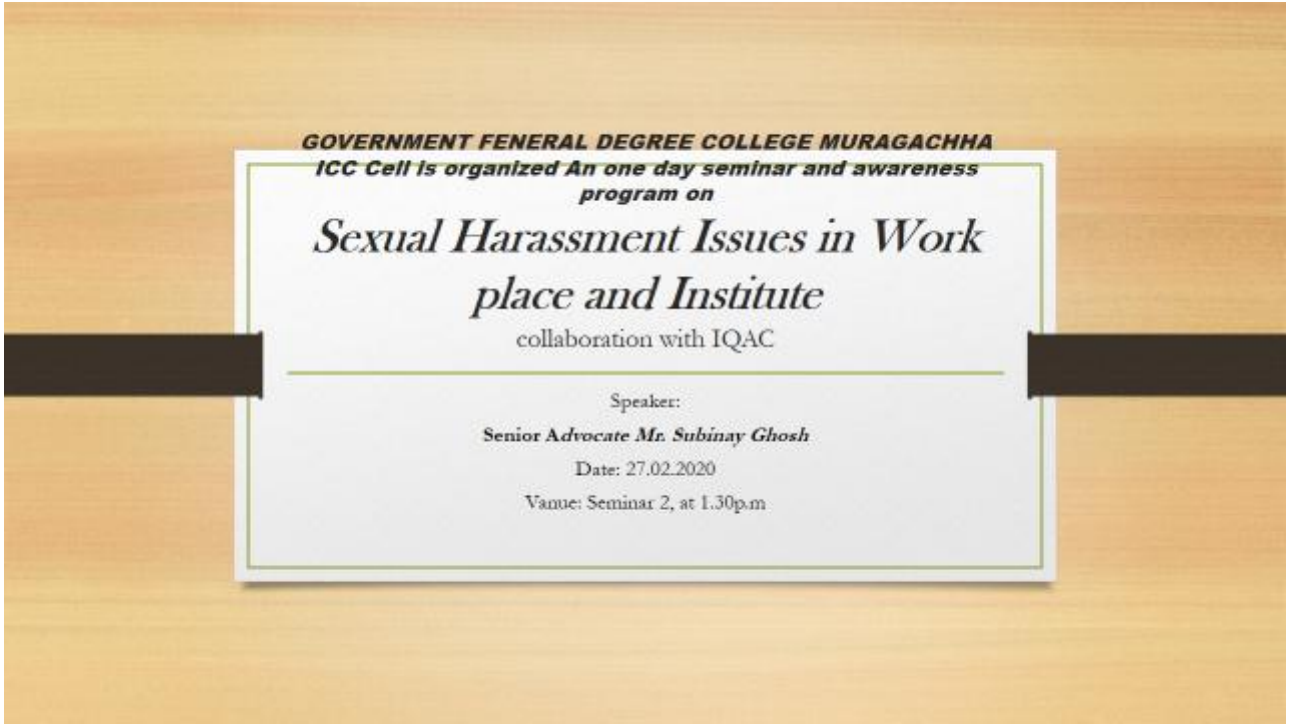 GOVERNMENT FENERAL DEGREE COLLEGE MURAGACHHA
ICC Cell is organized An one day seminar and awareness
program on
Sexual Harassment Issues in Work
place and Institute
collaboration with IQAC
Speaker:
Senior Advocate Mr. Subinay Ghosh
Date: 27.02.2020
Vanue: Seminar 2, at 1.30p.m